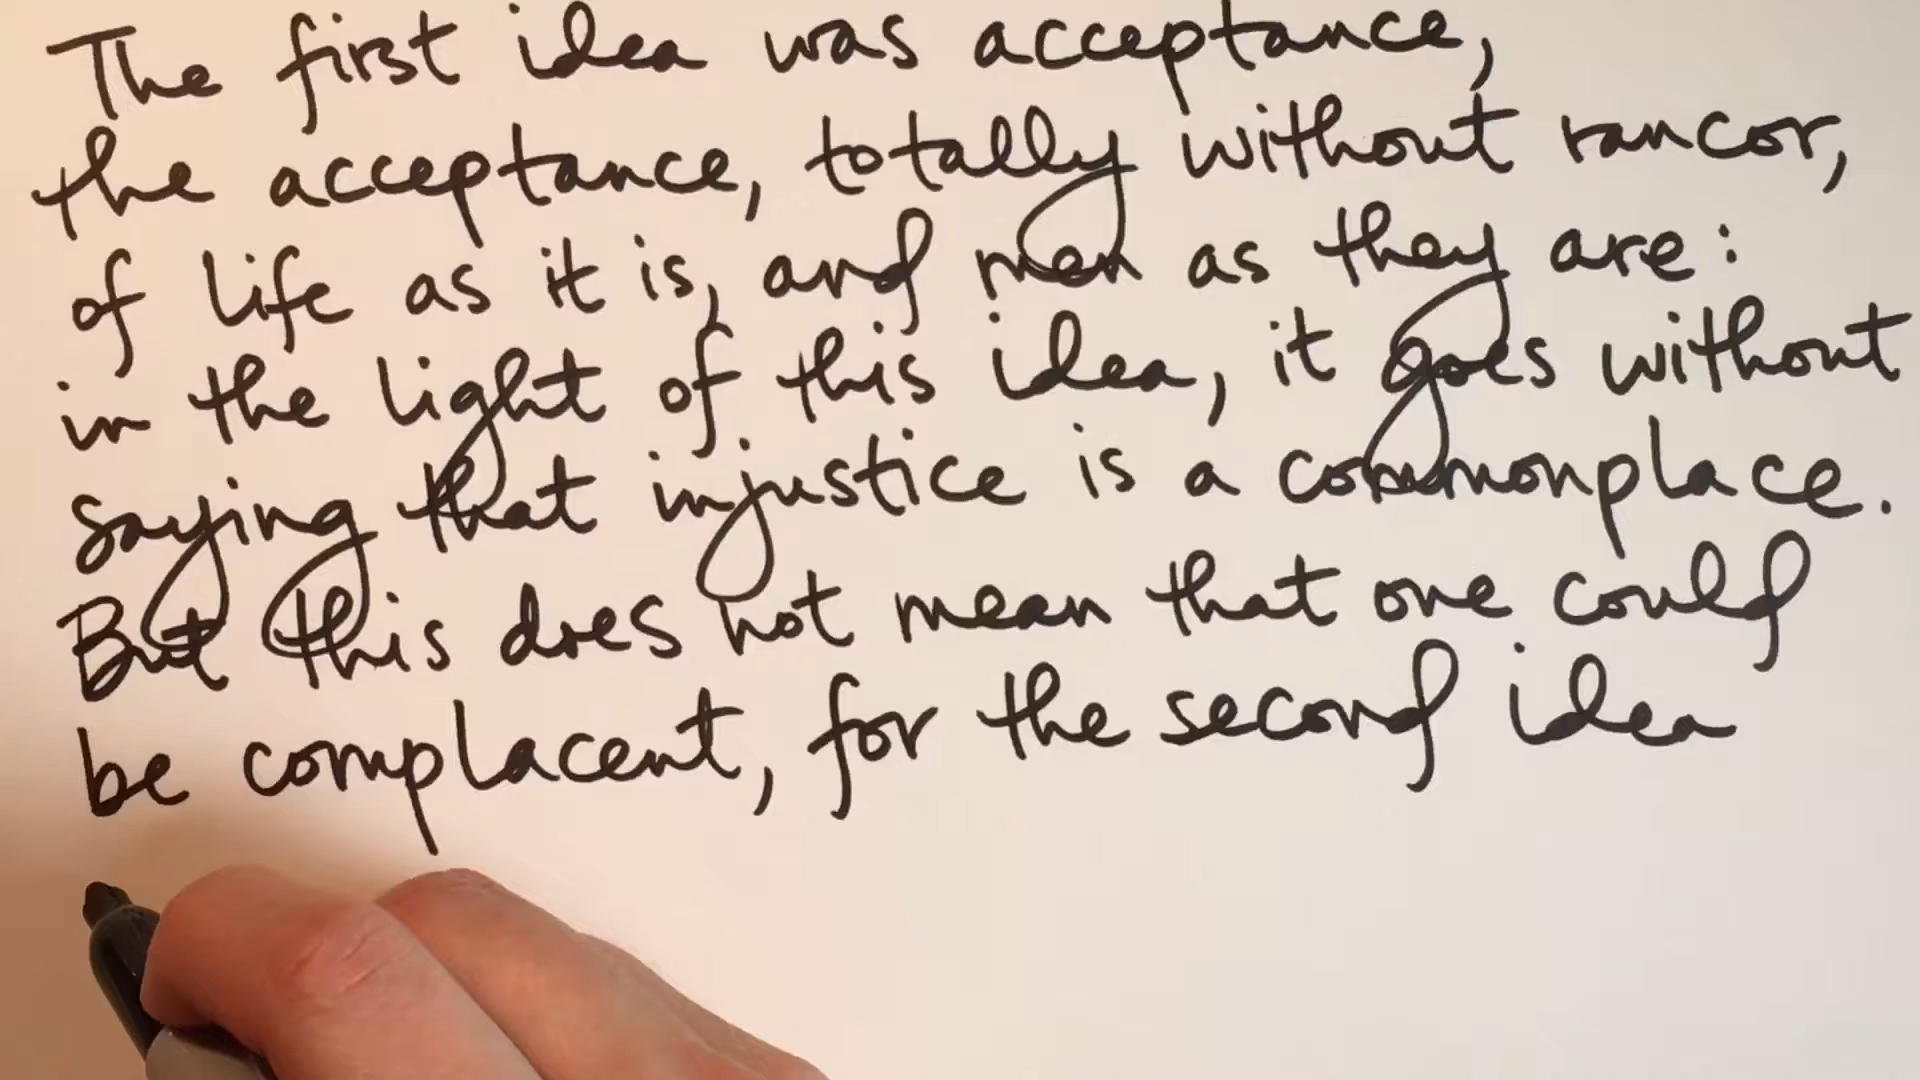 The first idea was acceptance,
the acceptance, totally without rancor,
of life as it is, and men as they are:
in the light of this idea, it goes without
saying that injustice is a commonplace.
But this does not mean that one could
be complacent, for the second idea